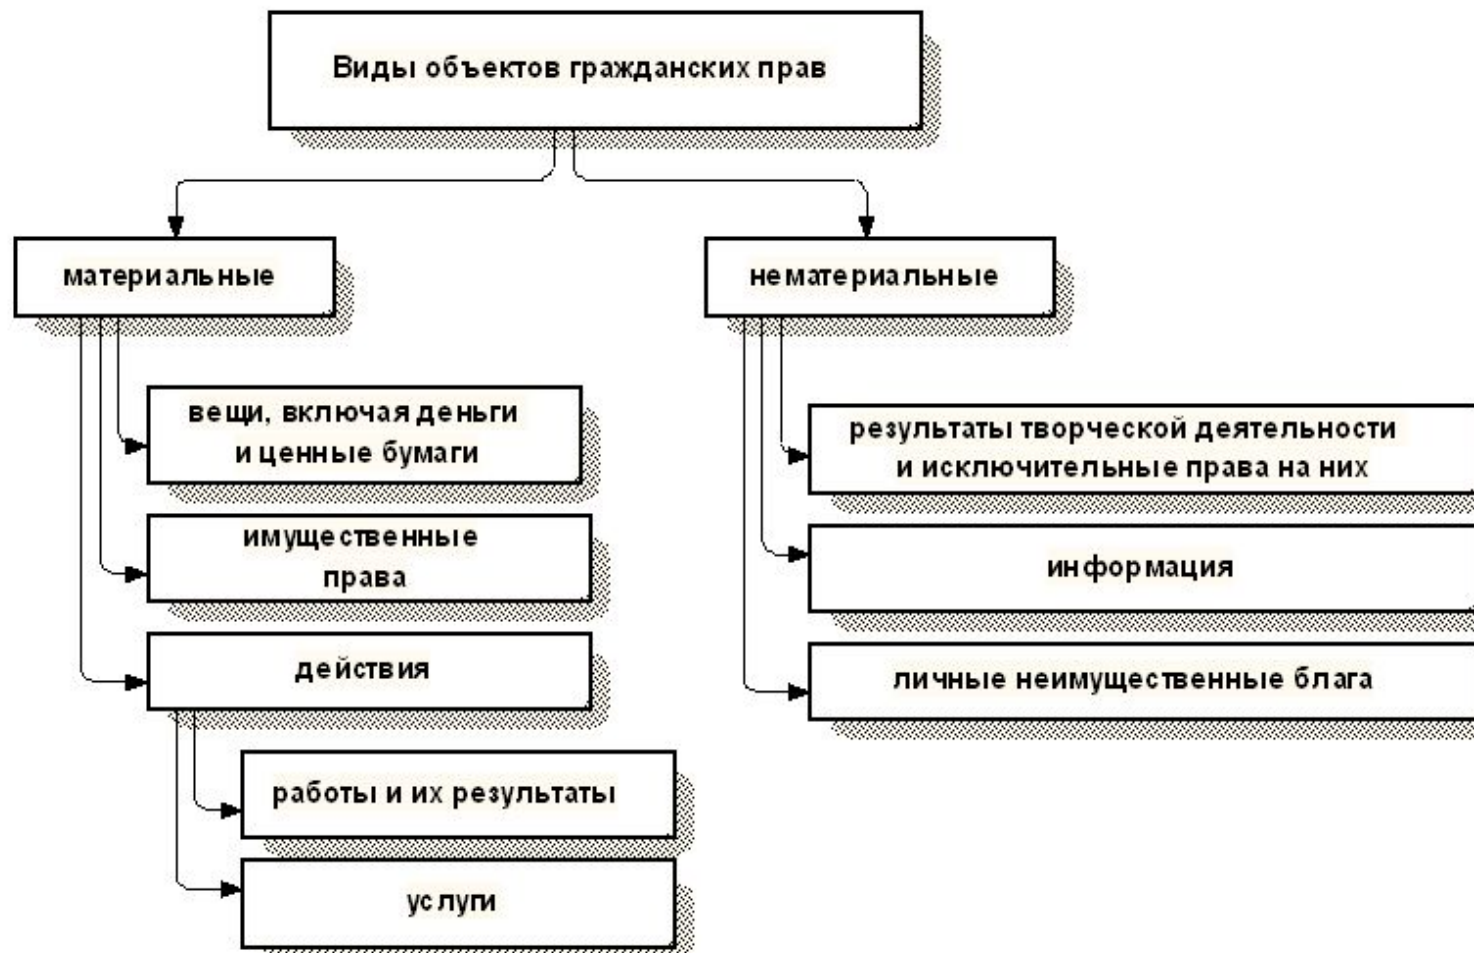 Виды объектов гражданских прав
материальные
нематериальные
вещи, включая деньги
и ценные бумаги
имущественные
права
действия
работы и их результаты
услуги
результаты творческой деятельности
и исключительные права на них
информация
личные неимущественные блага